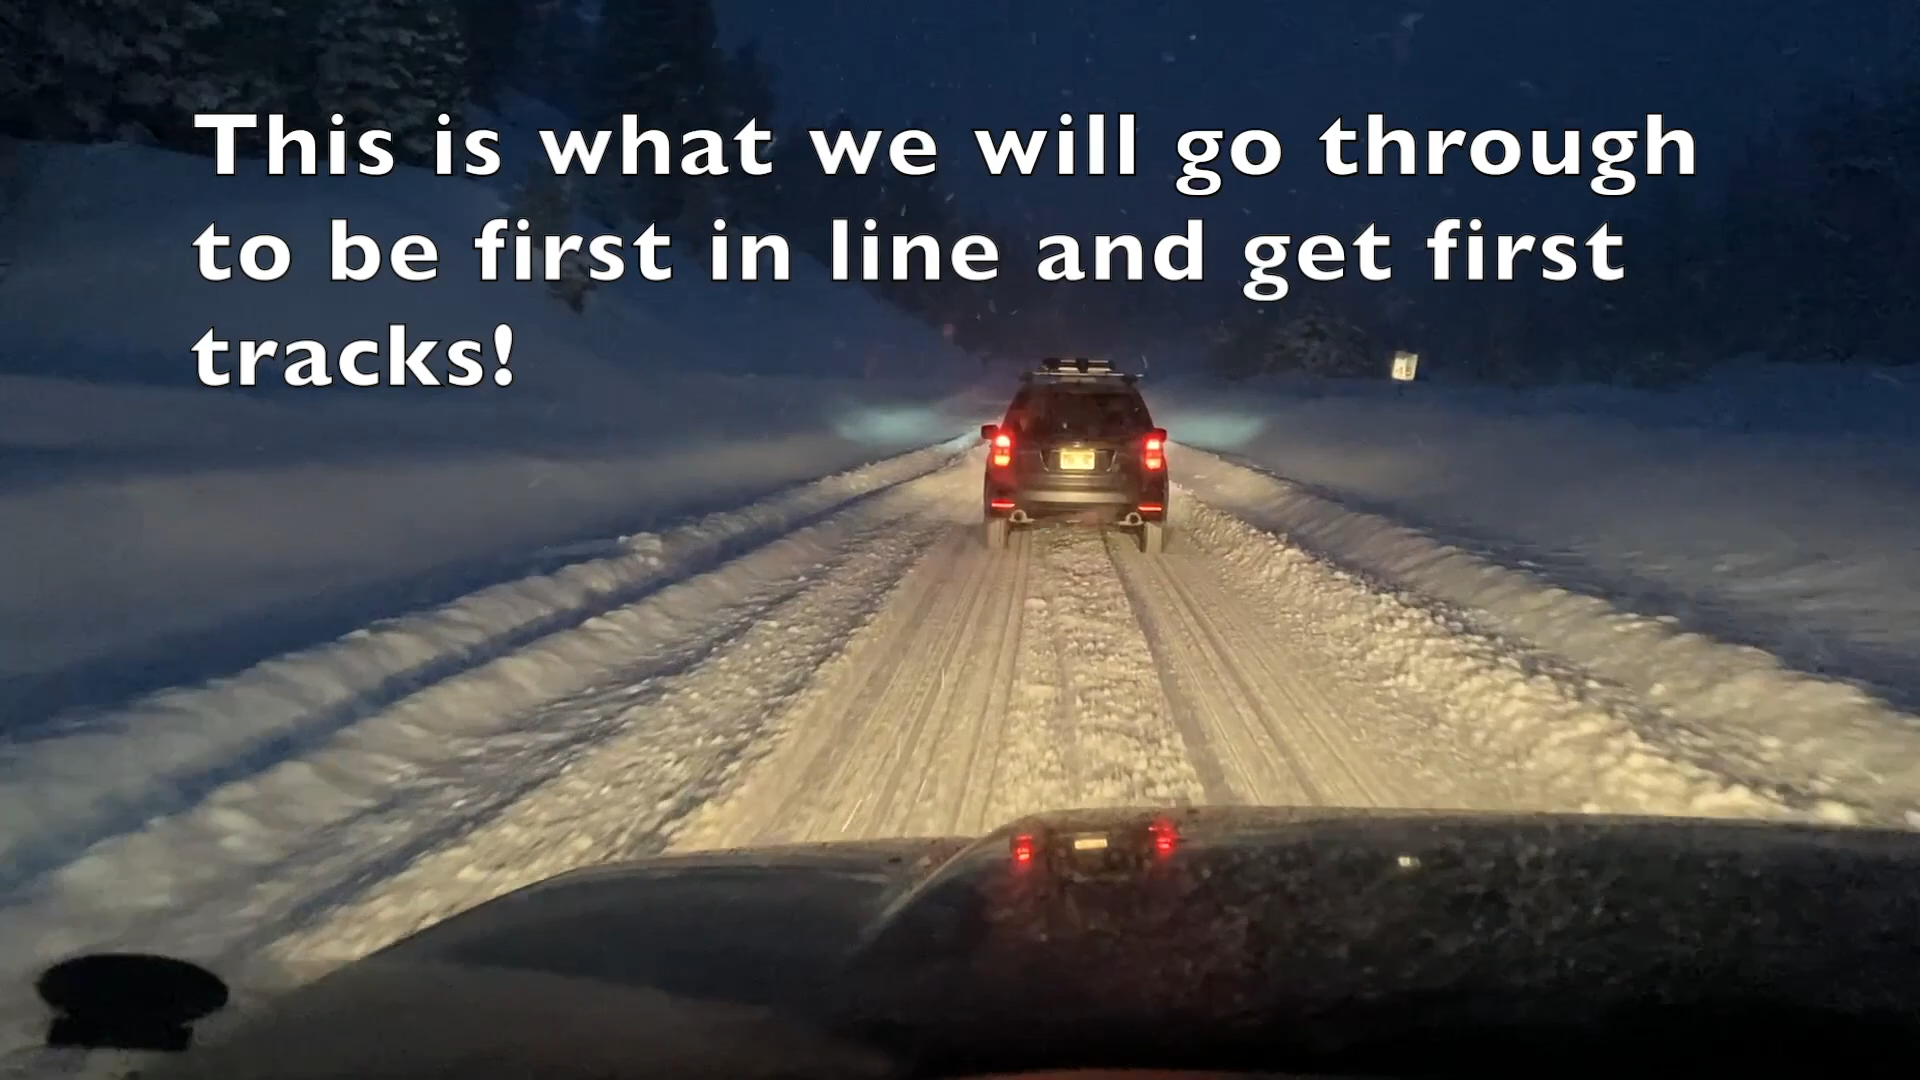 This is what we will go through
to be first in line and get first
tracks!